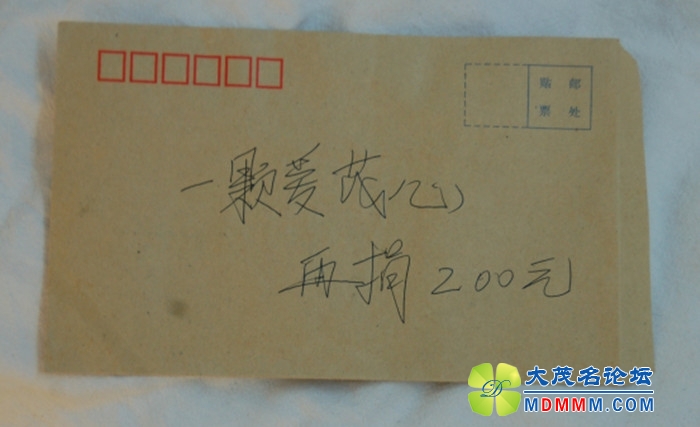 贴 邮
票 处
一颗爱茂心
再捐200元
大茂名论坛
MDMMM.COM